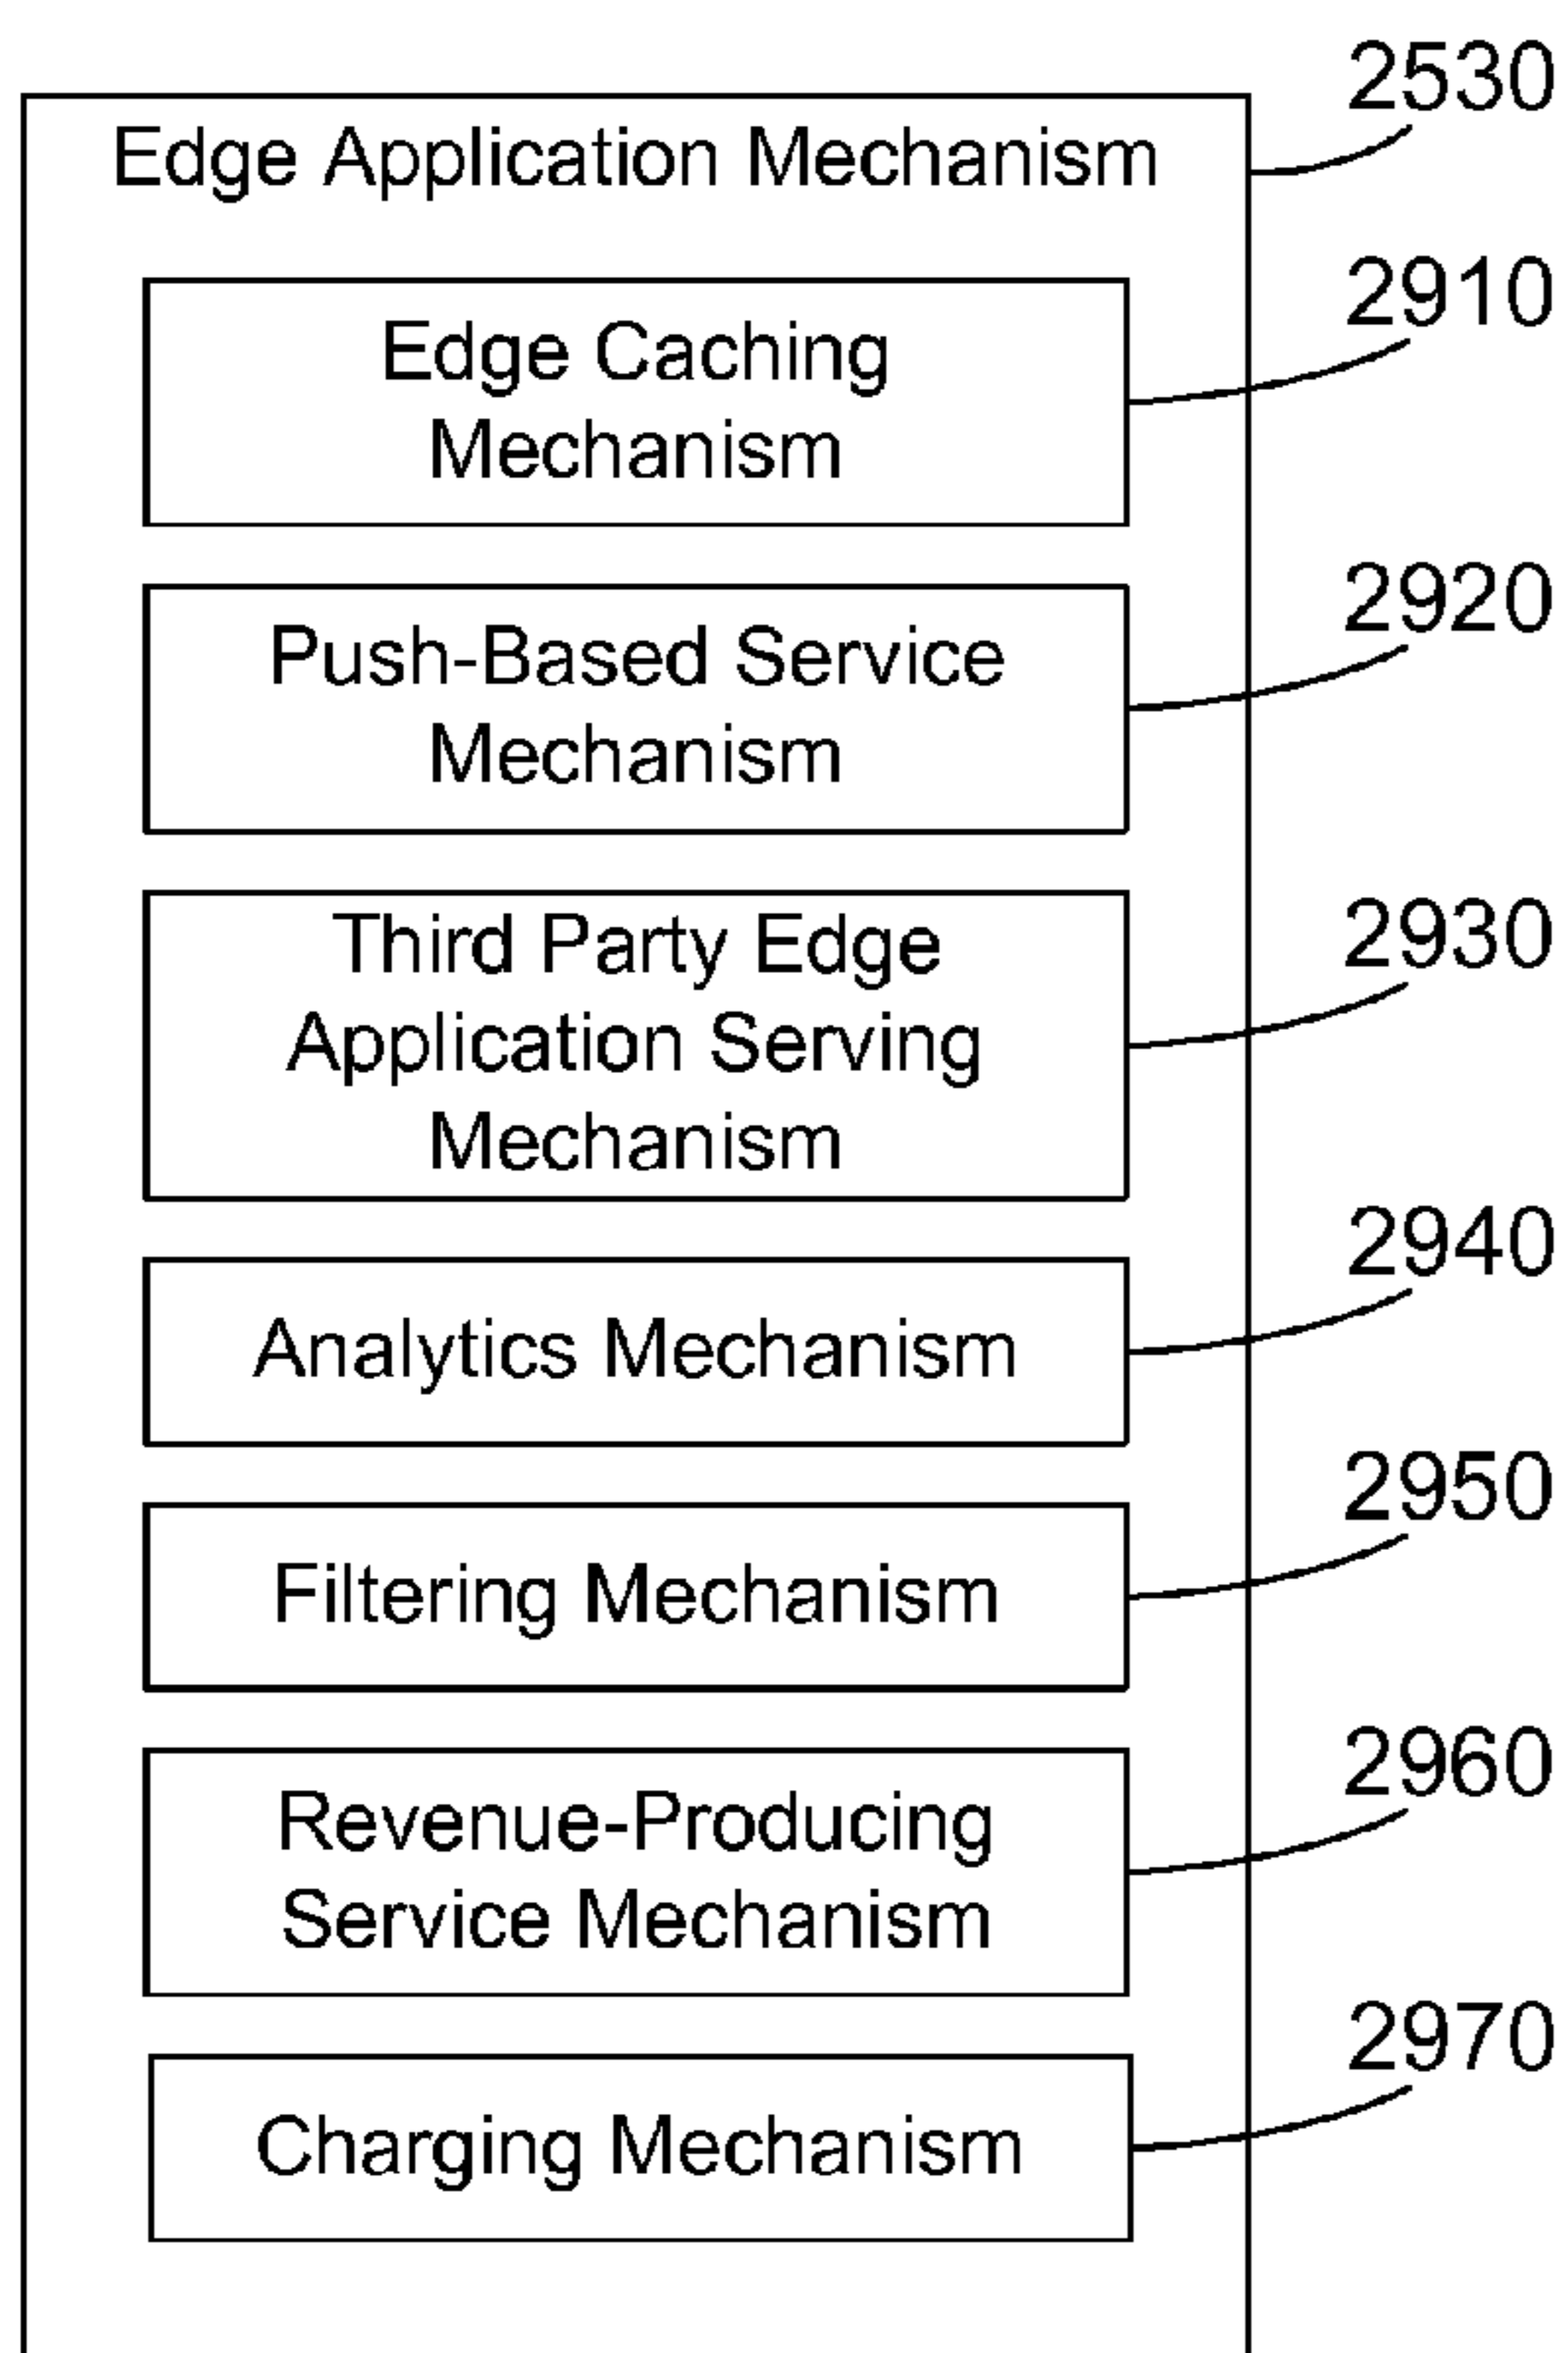 2530
Edge Application Mechanism
2910
Edge Caching
Mechanism
2920
Push-Based Service
Mechanism
2930
Third Party Edge
Application Serving
Mechanism
2940
Analytics Mechanism
2950
Filtering Mechanism
2960
Revenue-Producing
Service Mechanism
2970
Charging Mechanism